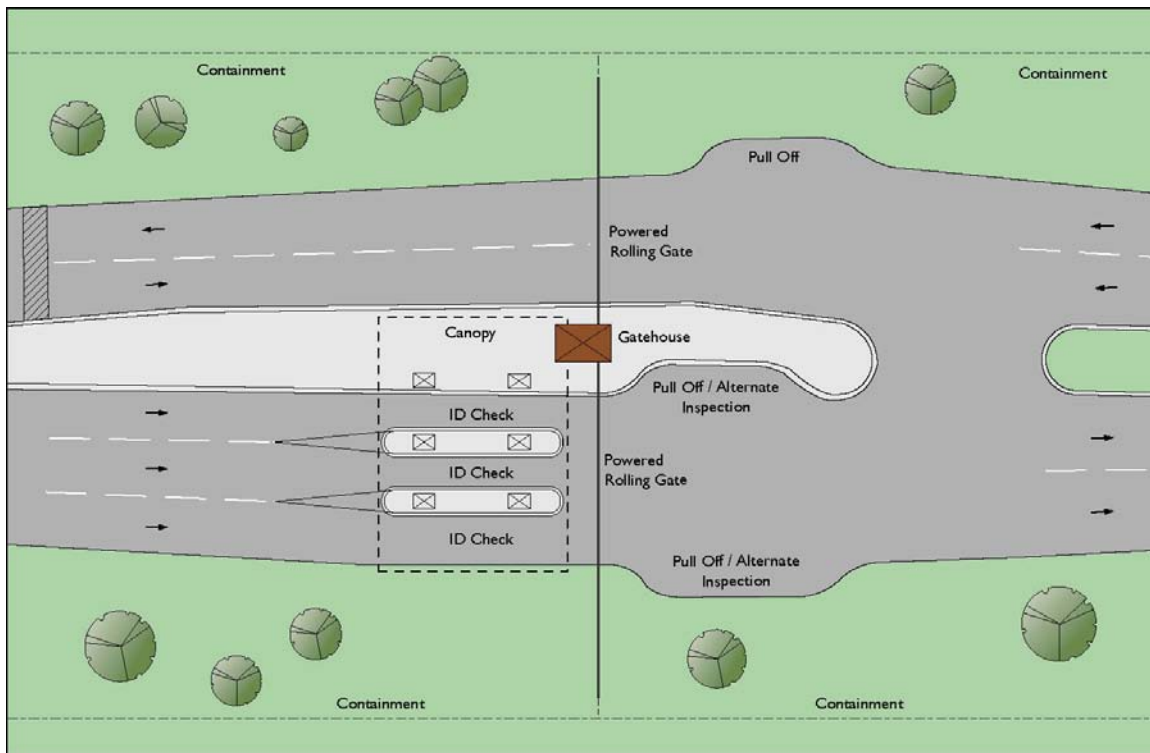 Containment
Containment
Pull Off
Powered
Rolling Gate
Canopy
Gatehouse
Pull Off / Alternate
Inspection
ID Check
ID Check
Powered
Rolling Gate
ID Check
Pull Off / Alternate
Inspection
Containment
Containment